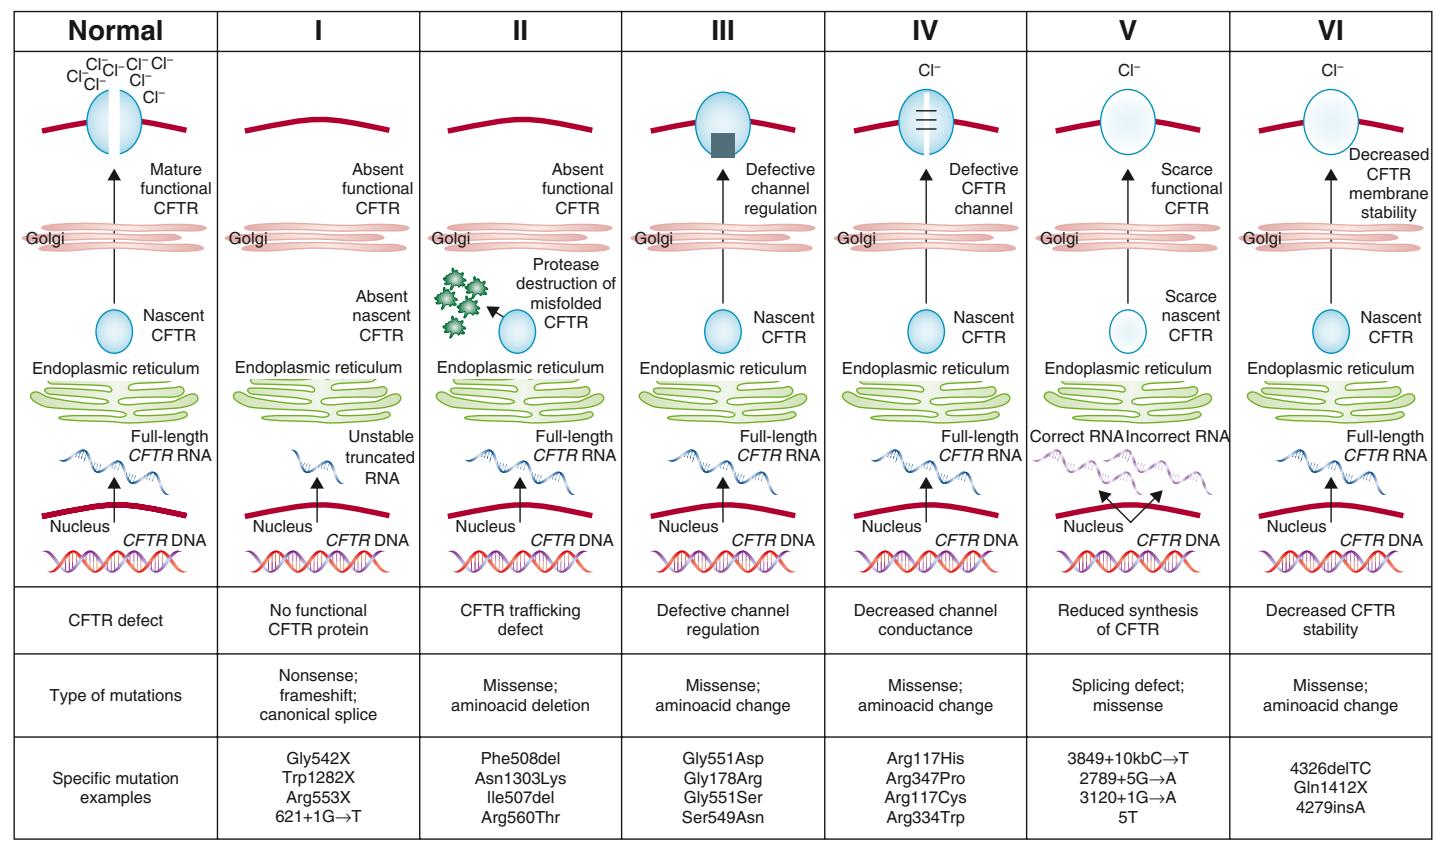 Normal
I
II
III
IV
V
VI
Cl⁻ Cl⁻ Cl⁻ Cl⁻ Cl⁻
Cl⁻ Cl⁻
Cl⁻
Mature
functional
CFTR
Golgi
Nascent
CFTR
Endoplasmic reticulum
Full-length
CFTR RNA
Nucleus
CFTR DNA
Absent
functional
CFTR
Golgi
Absent
nascent
CFTR
Endoplasmic reticulum
Unstable
truncated
RNA
Nucleus
CFTR DNA
Absent
functional
CFTR
Golgi
Protease
destruction of
misfolded
CFTR
Endoplasmic reticulum
Full-length
CFTR RNA
Nucleus
CFTR DNA
Defective
channel
regulation
Golgi
Nascent
CFTR
Endoplasmic reticulum
Full-length
CFTR RNA
Nucleus
CFTR DNA
Cl⁻
Defective
CFTR
channel
Golgi
Nascent
CFTR
Endoplasmic reticulum
Full-length
CFTR RNA
Nucleus
CFTR DNA
Cl⁻
Scarce
functional
CFTR
Golgi
Scarce
nascent
CFTR
Endoplasmic reticulum
Correct RNA Incorrect RNA
Nucleus
CFTR DNA
Cl⁻
Decreased
CFTR
membrane
stability
Golgi
Nascent
CFTR
Endoplasmic reticulum
Full-length
CFTR RNA
Nucleus
CFTR DNA
CFTR defect
No functional
CFTR protein
CFTR trafficking
defect
Defective channel
regulation
Decreased channel
conductance
Reduced synthesis
of CFTR
Decreased CFTR
stability
Type of mutations
Nonsense;
frameshift;
canonical splice
Missense;
aminoacid deletion
Missense;
aminoacid change
Missense;
aminoacid change
Splicing defect;
missense
Missense;
aminoacid change
Specific mutation
examples
Gly542X
Trp1282X
Arg553X
621+1G→T
Phe508del
Asn1303Lys
Ile507del
Arg560Thr
Gly551Asp
Gly178Arg
Gly551Ser
Ser549Asn
Arg117His
Arg347Pro
Arg117Cys
Arg334Trp
3849+10kbC→T
2789+5G→A
3120+1G→A
5T
4326delTC
Gln1412X
4279insA